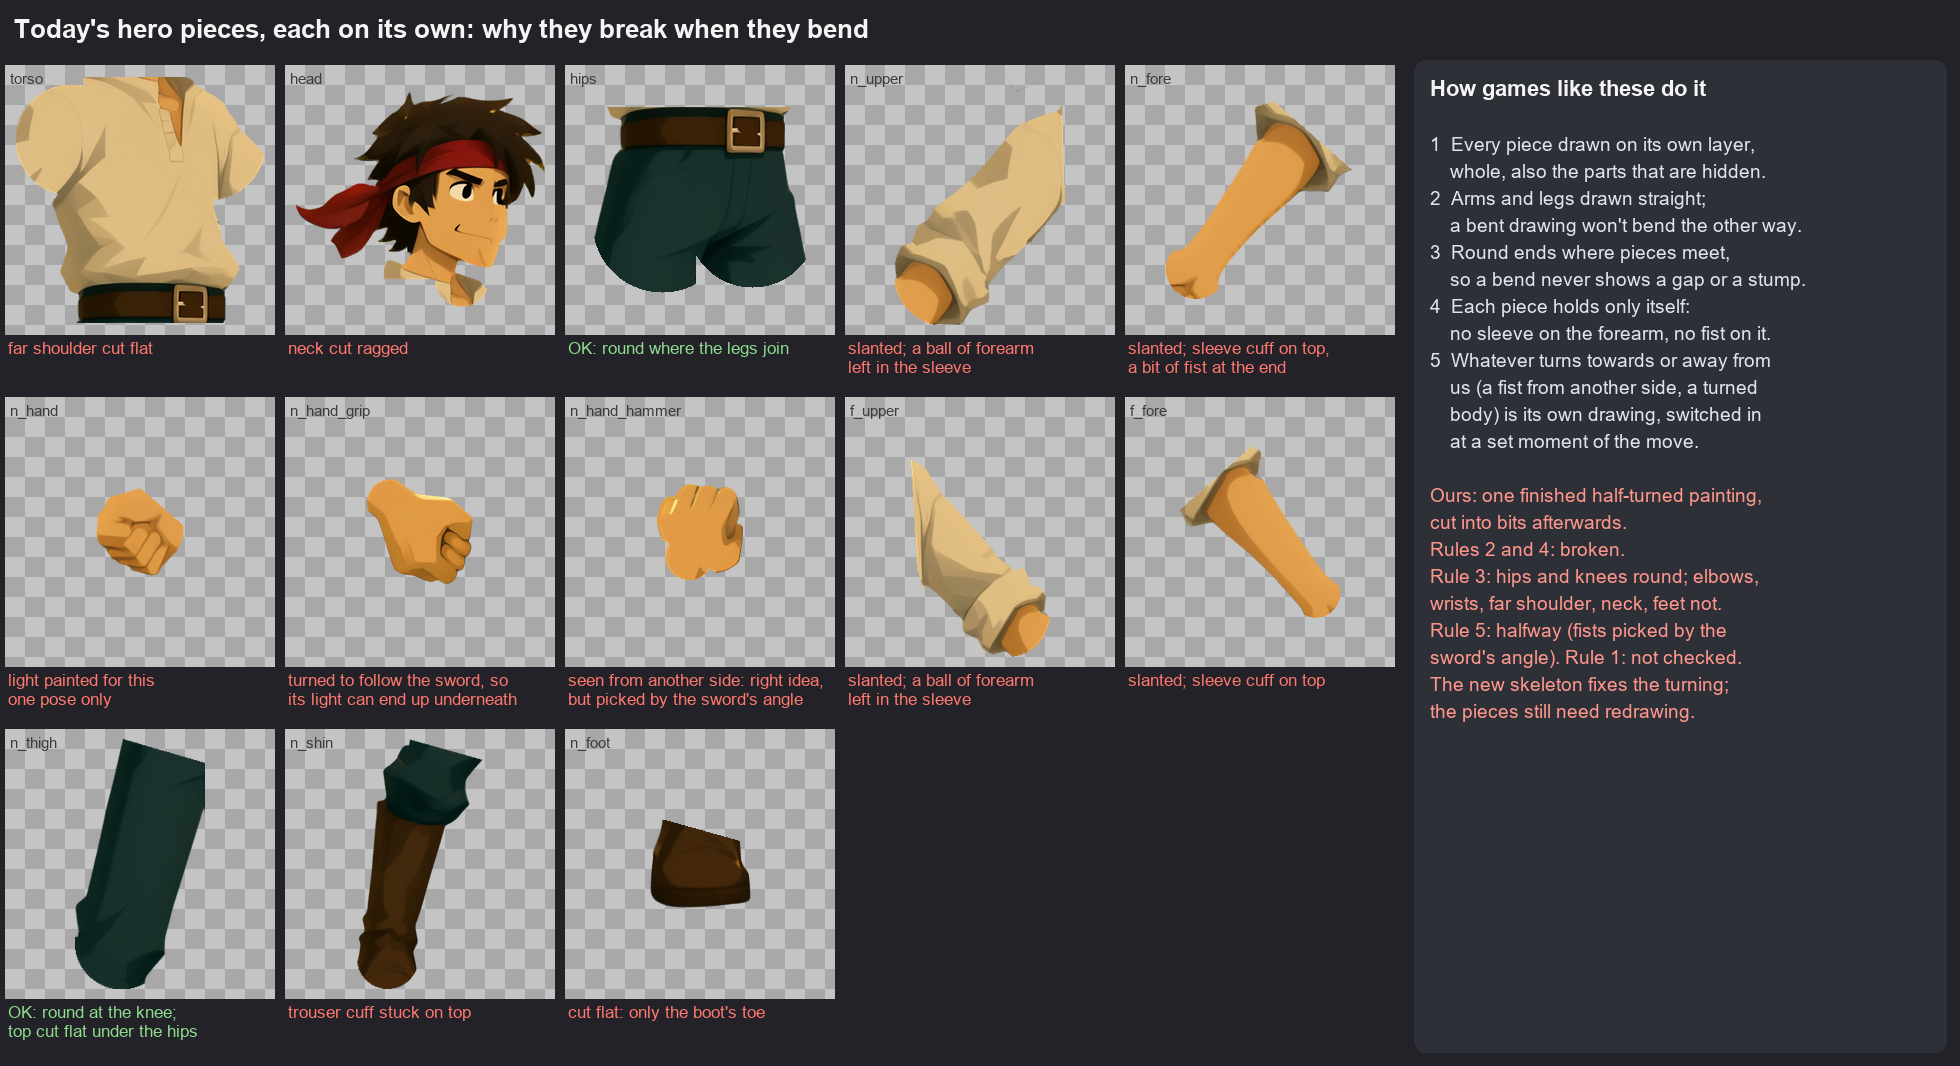 Today's hero pieces, each on its own: why they break when they bend
torso
far shoulder cut flat
head
neck cut ragged
hips
OK: round where the legs join
n_upper
slanted; a ball of forearm
left in the sleeve
n_fore
slanted; sleeve cuff on top,
a bit of fist at the end
n_hand
light painted for this
one pose only
n_hand_grip
turned to follow the sword, so
its light can end up underneath
n_hand_hammer
seen from another side: right idea,
but picked by the sword's angle
f_upper
slanted; a ball of forearm
left in the sleeve
f_fore
slanted; sleeve cuff on top
n_thigh
OK: round at the knee;
top cut flat under the hips
n_shin
trouser cuff stuck on top
n_foot
cut flat: only the boot's toe
How games like these do it
1 Every piece drawn on its own layer,
whole, also the parts that are hidden.
2 Arms and legs drawn straight;
a bent drawing won't bend the other way.
3 Round ends where pieces meet,
so a bend never shows a gap or a stump.
4 Each piece holds only itself:
no sleeve on the forearm, no fist on it.
5 Whatever turns towards or away from
us (a fist from another side, a turned
body) is its own drawing, switched in
at a set moment of the move.
Ours: one finished half-turned painting,
cut into bits afterwards.
Rules 2 and 4: broken.
Rule 3: hips and knees round; elbows,
wrists, far shoulder, neck, feet not.
Rule 5: halfway (fists picked by the
sword's angle). Rule 1: not checked.
The new skeleton fixes the turning;
the pieces still need redrawing.